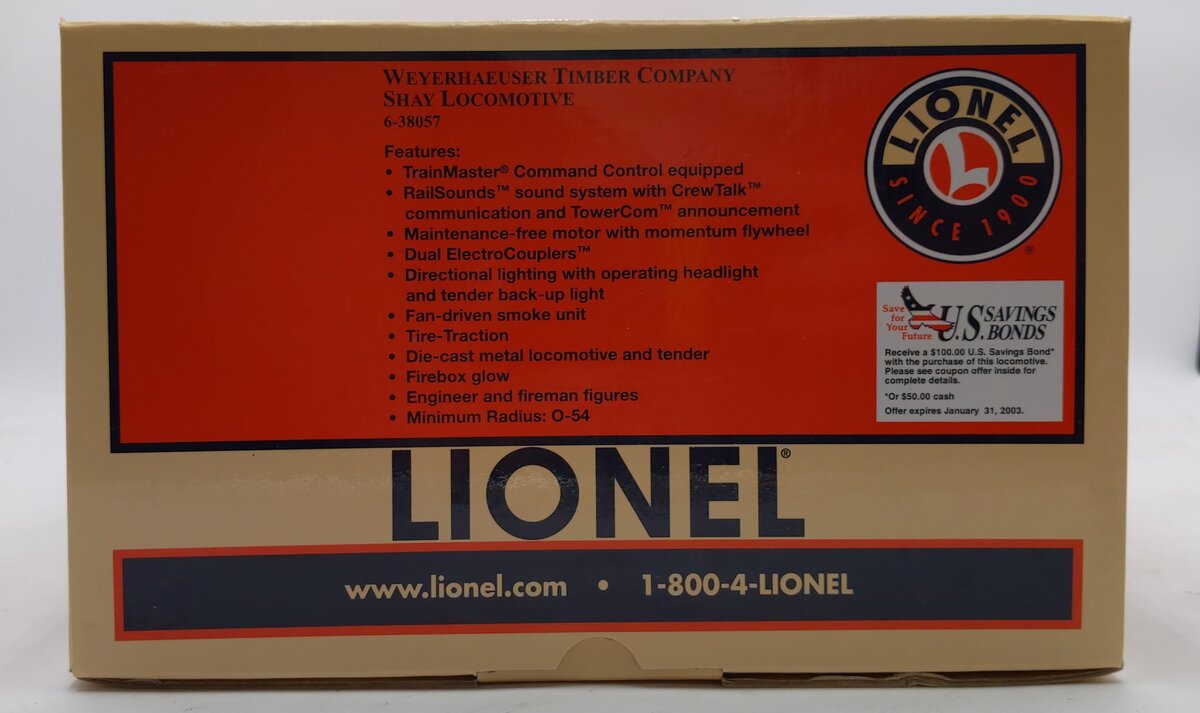 WEYERHAEUSER TIMBER COMPANY
SHAY LOCOMOTIVE
6-38057
Features:
• TrainMaster® Command Control equipped
• RailSounds™ sound system with CrewTalk™
communication and TowerCom™ announcement
• Maintenance-free motor with momentum flywheel
• Dual ElectroCouplers™
• Directional lighting with operating headlight
and tender back-up light
• Fan-driven smoke unit
• Tire-Traction
• Die-cast metal locomotive and tender
• Firebox glow
• Engineer and fireman figures
• Minimum Radius: O-54
LIONEL
L
SINCE 1900
®
Save
for
Your
Future
U.S. SAVINGS
BONDS
Receive a $100.00 U.S. Savings Bond*
with the purchase of this locomotive.
Please see coupon offer inside for
complete details.
*Or $50.00 cash
Offer expires January 31, 2003.
LIONEL®
www.lionel.com • 1-800-4-LIONEL